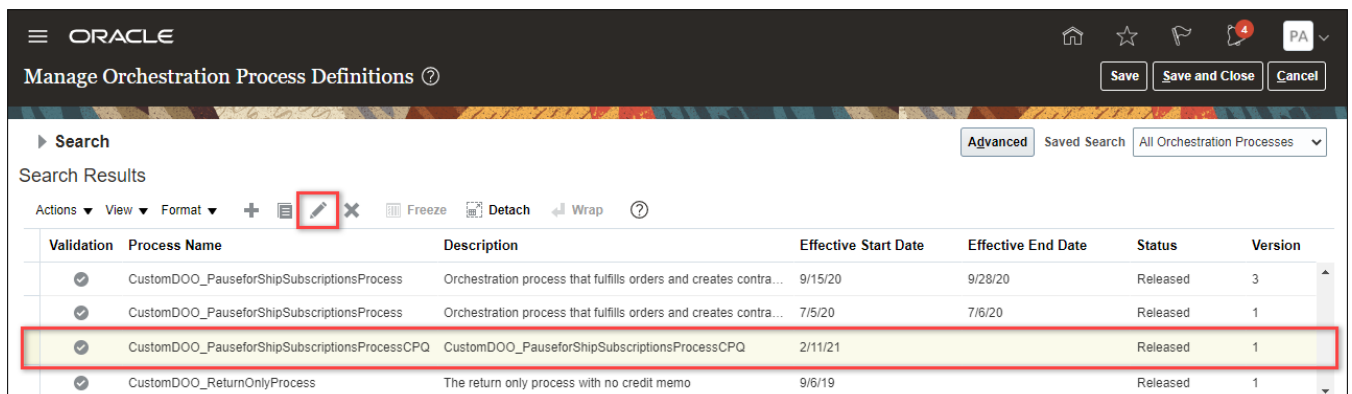 ORACLE
4
PA
Manage Orchestration Process Definitions ?
Save Save and Close Cancel
Search
Advanced Saved Search All Orchestration Processes
Search Results
Actions View Format Freeze Detach Wrap ?
Validation Process Name Description Effective Start Date Effective End Date Status Version
CustomDOO_PauseforShipSubscriptionsProcess Orchestration process that fulfills orders and creates contra... 9/15/20 9/28/20 Released 3
CustomDOO_PauseforShipSubscriptionsProcess Orchestration process that fulfills orders and creates contra... 7/5/20 7/6/20 Released 1
CustomDOO_PauseforShipSubscriptionsProcessCPQ CustomDOO_PauseforShipSubscriptionsProcessCPQ 2/11/21 Released 1
CustomDOO_ReturnOnlyProcess The return only process with no credit memo 9/6/19 Released 1